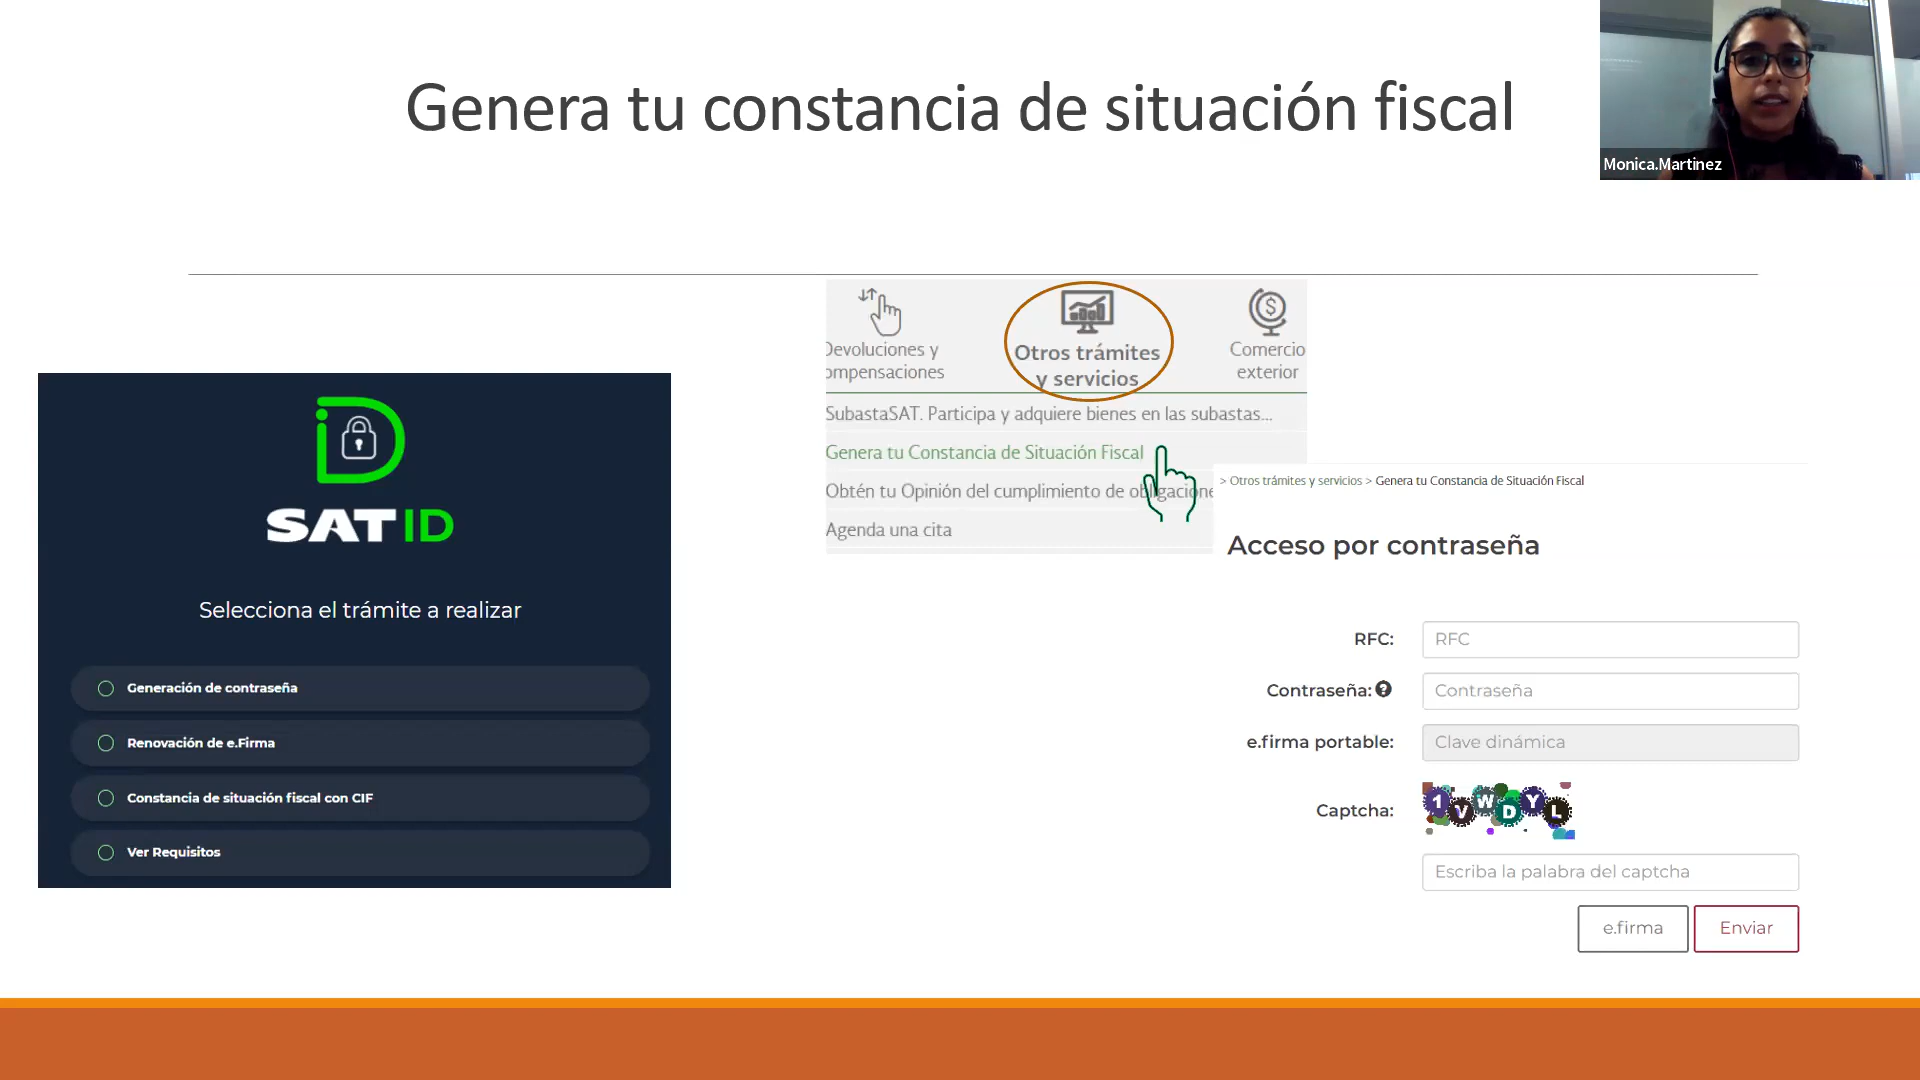 Genera tu constancia de situación fiscal
Monica.Martinez
SAT ID
Selecciona el trámite a realizar
Generación de contraseña
Renovación de e.Firma
Constancia de situación fiscal con CIF
Ver Requisitos
Devoluciones y
ompensaciones
Otros trámites
y servicios
Comercio
exterior
SubastaSAT. Participa y adquiere bienes en las subastas...
Genera tu Constancia de Situación Fiscal
Obtén tu Opinión del cumplimiento de obligacione
Agenda una cita
> Otros trámites y servicios > Genera tu Constancia de Situación Fiscal
Acceso por contraseña
RFC: RFC
Contraseña: Contraseña
e.firma portable: Clave dinámica
Captcha: 1VWDYL
Escriba la palabra del captcha
e.firma Enviar